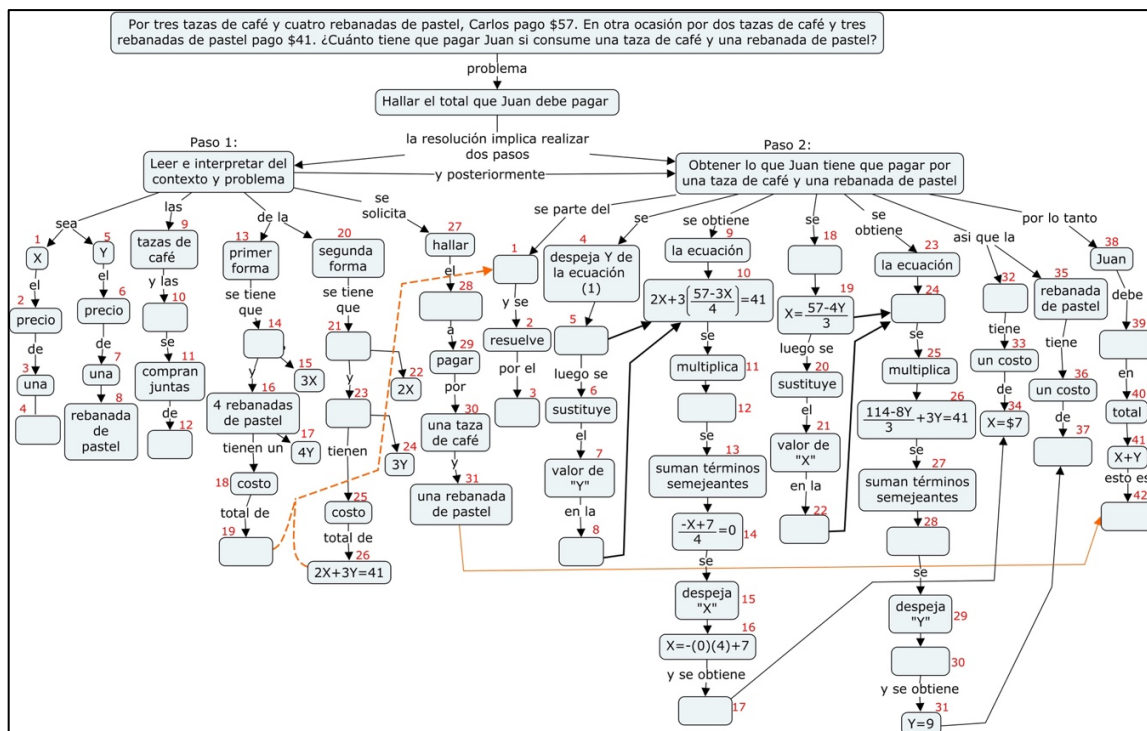 Por tres tazas de café y cuatro rebanadas de pastel, Carlos pago $57. En otra ocasión por dos tazas de café y tres
rebanadas de pastel pago $41. ¿Cuánto tiene que pagar Juan si consume una taza de café y una rebanada de pastel?
problema
Hallar el total que Juan debe pagar
la resolución implica realizar
dos pasos
y posteriormente
Paso 1:
Leer e interpretar del
contexto y problema
sea
1
X
el
2
precio
de
3
una
4
5
Y
el
6
precio
de
7
una
8
rebanada
de pastel
las
9
tazas de
café
y las
10
se
11
compran
juntas
de
12
de la
13
primer
forma
se tiene
que
14
15
3X
y
16
4 rebanadas
de pastel
17
4Y
tienen un
18
costo
total de
19
20
segunda
forma
se tiene
que
21
22
2X
y
23
24
3Y
tienen
25
costo
total de
26
2X+3Y=41
se
solicita
27
hallar
el
28
a
29
pagar
por
30
una taza
de café
y
31
una rebanada
de pastel
Paso 2:
Obtener lo que Juan tiene que pagar por
una taza de café y una rebanada de pastel
se parte del
1
y se
2
resuelve
por el
3
se
4
despeja Y de
la ecuación
(1)
5
luego se
6
sustituye
el
7
valor de
"Y"
en la
8
se obtiene
9
la ecuación
10
2X+3(57-3X/4)=41
se
multiplica
11
12
se
13
suman términos
semejeantes
-X+7/4=0
14
se
despeja
"X"
15
16
X=-(0)(4)+7
y se obtiene
17
se
18
19
X=57-4Y/3
luego se
20
sustituye
el
21
valor de
"X"
en la
22
se
obtiene
23
la ecuación
24
se
25
multiplica
26
114-8Y/3+3Y=41
se
27
suman términos
semejeantes
28
se
despeja
"Y"
29
30
y se obtiene
31
Y=9
asi que la
32
tiene
33
un costo
de
34
X=$7
35
rebanada
de pastel
tiene
36
un costo
de
37
por lo tanto
38
Juan
debe
39
en
40
total
41
X+Y
esto es
42